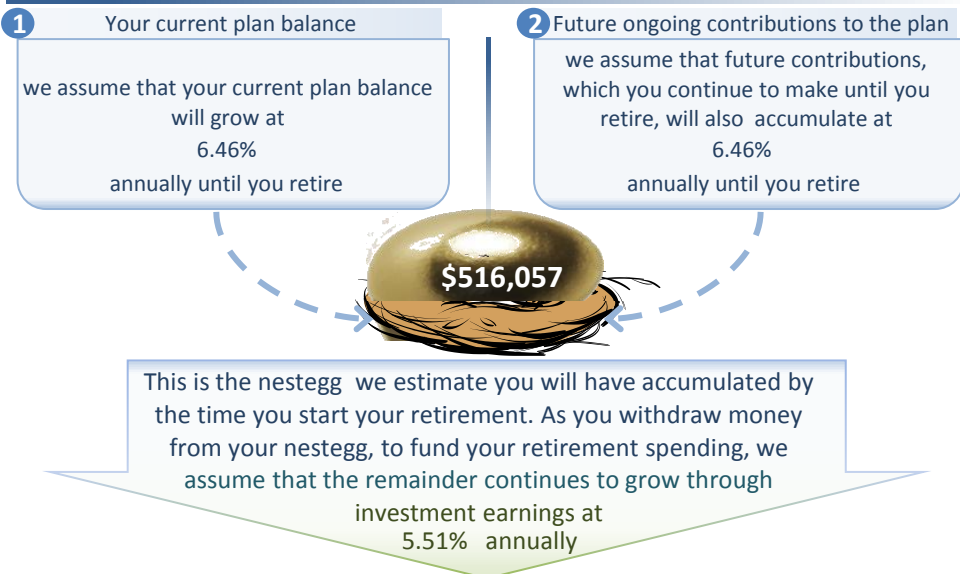 1 Your current plan balance
we assume that your current plan balance
will grow at
6.46%
annually until you retire
2 Future ongoing contributions to the plan
we assume that future contributions,
which you continue to make until you
retire, will also accumulate at
6.46%
annually until you retire
$516,057
This is the nestegg we estimate you will have accumulated by
the time you start your retirement. As you withdraw money
from your nestegg, to fund your retirement spending, we
assume that the remainder continues to grow through
investment earnings at
5.51% annually